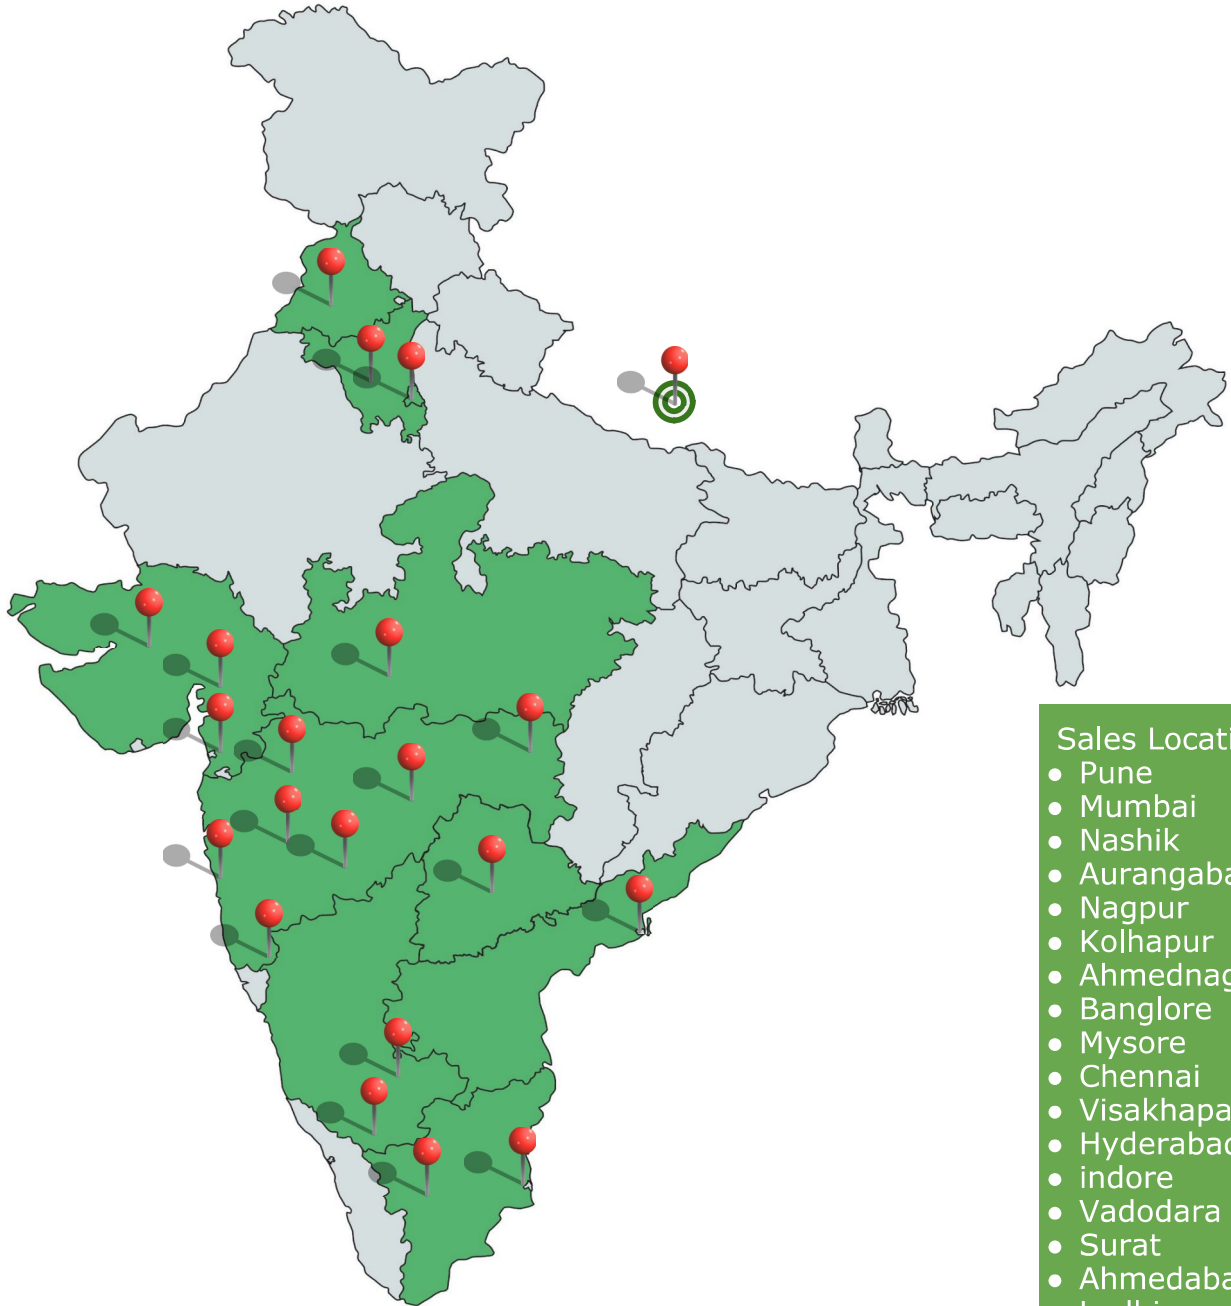 Sales Locati
● Pune
● Mumbai
● Nashik
● Aurangaba
● Nagpur
● Kolhapur
● Ahmednag
● Banglore
● Mysore
● Chennai
● Visakhapa
● Hyderabad
● indore
● Vadodara
● Surat
● Ahmedaba